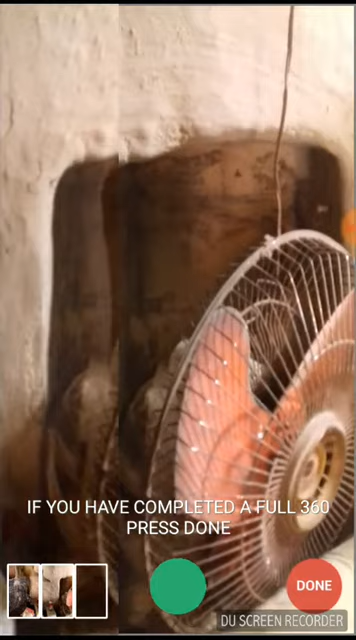 IF YOU HAVE COMPLETED A FULL 360
PRESS DONE
DONE
DU SCREEN RECORDER